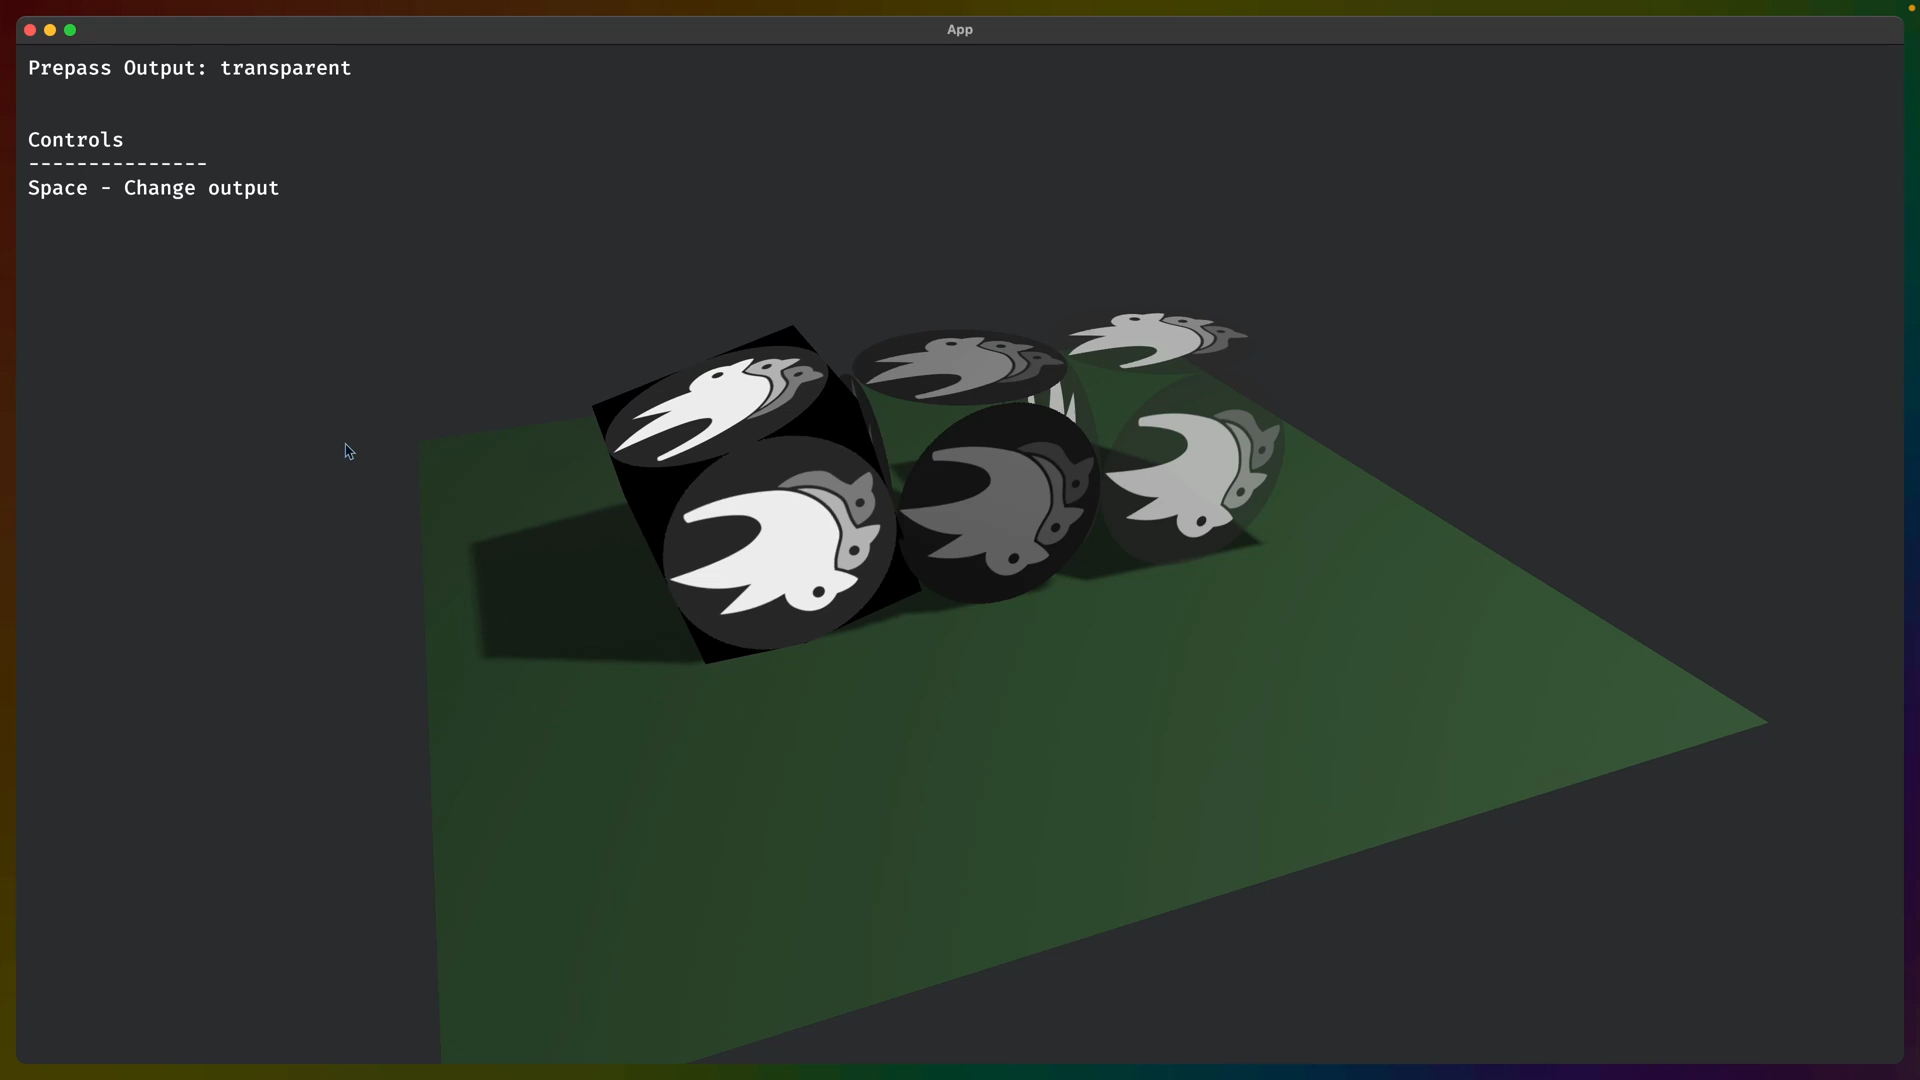 App
Prepass Output: transparent
Controls
---------------
Space - Change output